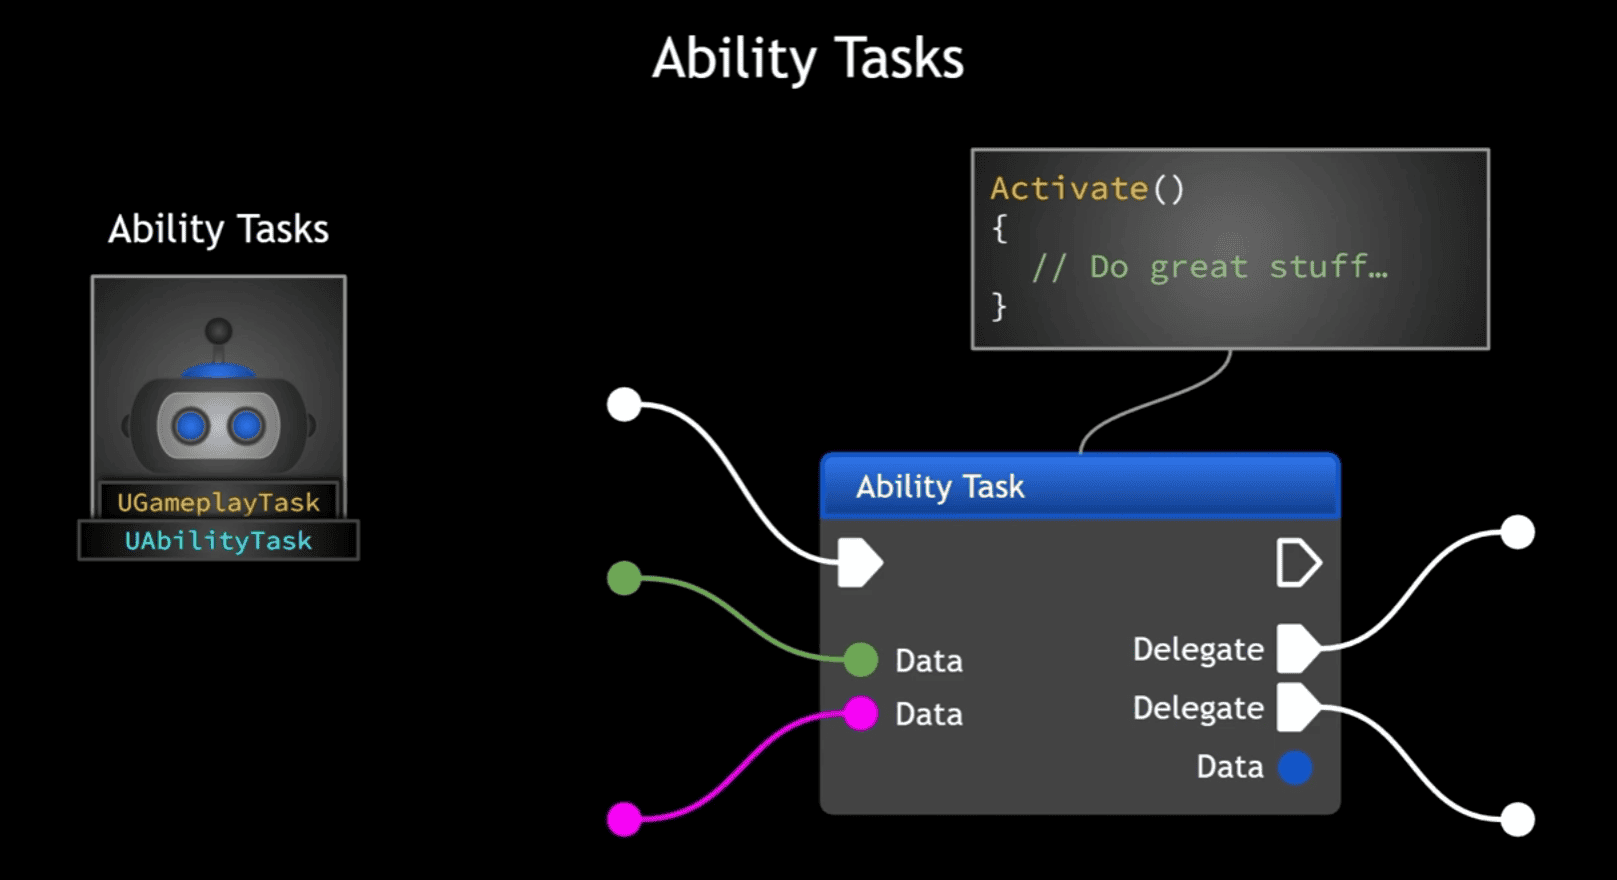 Ability Tasks
Ability Tasks
UGameplayTask
UAbilityTask
Activate()
{
// Do great stuff…
}
Ability Task
Data
Data
Delegate
Delegate
Data